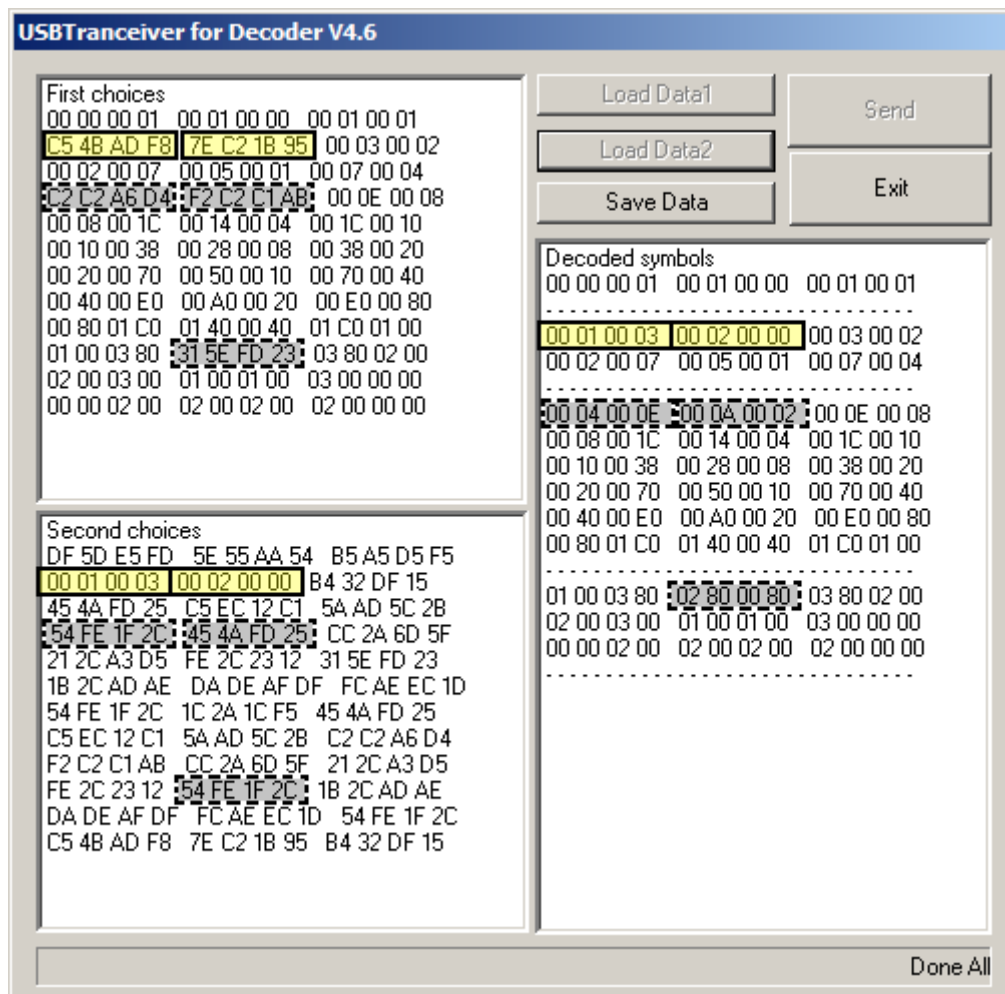 USBTranceiver for Decoder V4.6
First choices
00 00 00 01 00 01 00 00 00 01 00 01
C5 4B AD F8 7E C2 1B 95 00 03 00 02
00 02 00 07 00 05 00 01 00 07 00 04
C2 C2 A6 D4 F2 C2 C1 AB 00 0E 00 08
00 08 00 1C 00 14 00 04 00 1C 00 10
00 10 00 38 00 28 00 08 00 38 00 20
00 20 00 70 00 50 00 10 00 70 00 40
00 40 00 E0 00 A0 00 20 00 E0 00 80
00 80 01 C0 01 40 00 40 01 C0 01 00
01 00 03 80 31 5E FD 23 03 80 02 00
02 00 03 00 01 00 01 00 03 00 00 00
00 00 02 00 02 00 02 00 02 00 00 00
Second choices
DF 5D E5 FD 5E 55 AA 54 B5 A5 D5 F5
00 01 00 03 00 02 00 00 B4 32 DF 15
45 4A FD 25 C5 EC 12 C1 5A AD 5C 2B
54 FE 1F 2C 45 4A FD 25 CC 2A 6D 5F
21 2C A3 D5 FE 2C 23 12 31 5E FD 23
1B 2C AD AE DA DE AF DF FC AE EC 1D
54 FE 1F 2C 1C 2A 1C F5 45 4A FD 25
C5 EC 12 C1 5A AD 5C 2B C2 C2 A6 D4
F2 C2 C1 AB CC 2A 6D 5F 21 2C A3 D5
FE 2C 23 12 54 FE 1F 2C 1B 2C AD AE
DA DE AF DF FC AE EC 1D 54 FE 1F 2C
C5 4B AD F8 7E C2 1B 95 B4 32 DF 15
Load Data1
Load Data2
Save Data
Send
Exit
Decoded symbols
00 00 00 01 00 01 00 00 00 01 00 01
- - - - - - - - - - - - - - - - - - - - - - - - - - - - - - - -
00 01 00 03 00 02 00 00 00 03 00 02
00 02 00 07 00 05 00 01 00 07 00 04
- - - - - - - - - - - - - - - - - - - - - - - - - - - - - - - -
00 04 00 0E 00 0A 00 02 00 0E 00 08
00 08 00 1C 00 14 00 04 00 1C 00 10
00 10 00 38 00 28 00 08 00 38 00 20
00 20 00 70 00 50 00 10 00 70 00 40
00 40 00 E0 00 A0 00 20 00 E0 00 80
00 80 01 C0 01 40 00 40 01 C0 01 00
- - - - - - - - - - - - - - - - - - - - - - - - - - - - - - - -
01 00 03 80 02 80 00 80 03 80 02 00
02 00 03 00 01 00 01 00 03 00 00 00
00 00 02 00 02 00 02 00 02 00 00 00
- - - - - - - - - - - - - - - - - - - - - - - - - - - - - - - -
Done All